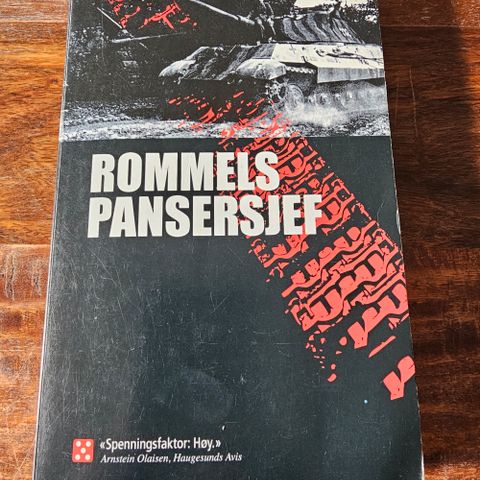 ROMMELS
PANSERSJEF
«Spenningsfaktor: Høy.»
Arnstein Olaisen, Haugesunds Avis